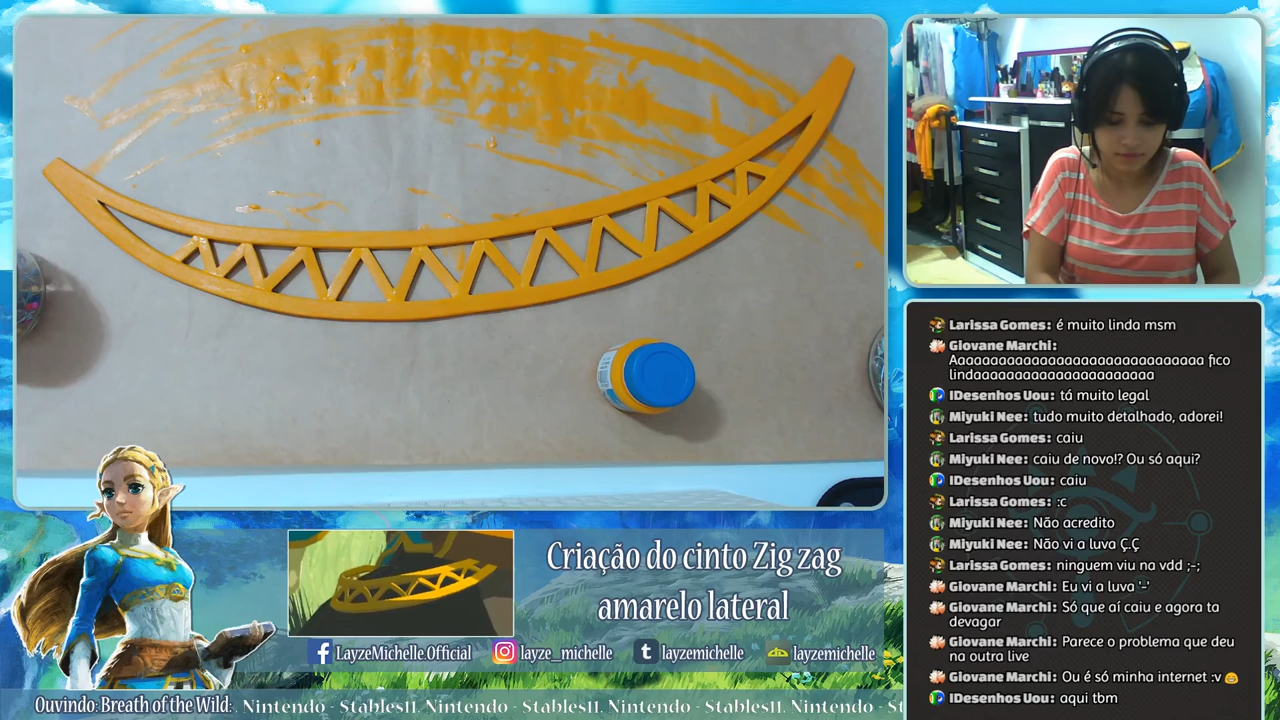 Larissa Gomes: é muito linda msm
Giovane Marchi:
Aaaaaaaaaaaaaaaaaaaaaaaaaaaaaaa fico
lindaaaaaaaaaaaaaaaaaaaaaa
IDesenhos Uou: tá muito legal
Miyuki Nee: tudo muito detalhado, adorei!
Larissa Gomes: caiu
Miyuki Nee: caiu de novo!? Ou só aqui?
IDesenhos Uou: caiu
Larissa Gomes: :c
Miyuki Nee: Não acredito
Miyuki Nee: Não vi a luva Ç.Ç
Larissa Gomes: ninguem viu na vdd ;-;
Giovane Marchi: Eu vi a luva '-'
Giovane Marchi: Só que aí caiu e agora ta
devagar
Giovane Marchi: Parece o problema que deu
na outra live
Giovane Marchi: Ou é só minha internet :v
IDesenhos Uou: aqui tbm
Criação do cinto Zig zag
amarelo lateral
LayzeMichelle.Official layze_michelle layzemichelle layzemichelle
Ouvindo: Breath of the Wild: . Nintendo - Stables11. Nintendo - Stables11. Nintendo - Stables11. Nintendo - St